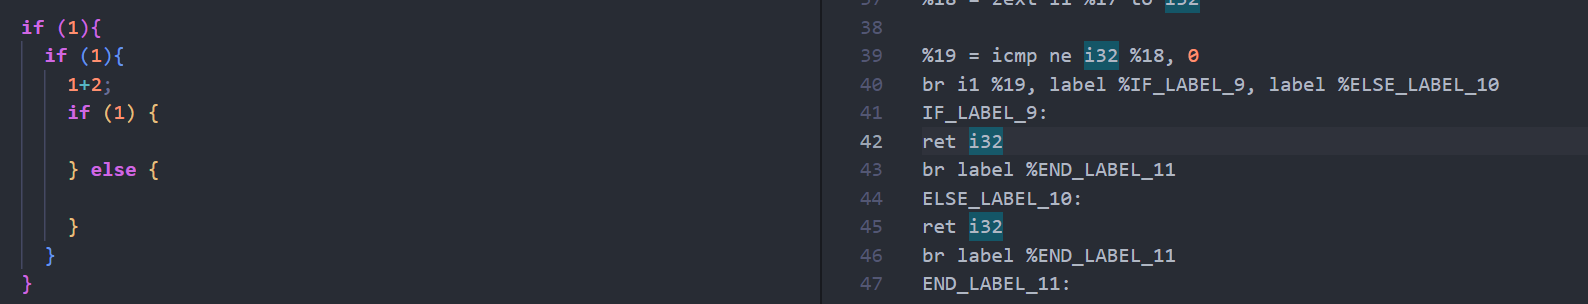 if (1){
if (1){
1+2;
if (1) {
} else {
}
}
}
37 %18 = zext i1 %17 to i32
38
39 %19 = icmp ne i32 %18, 0
40 br i1 %19, label %IF_LABEL_9, label %ELSE_LABEL_10
41 IF_LABEL_9:
42 ret i32
43 br label %END_LABEL_11
44 ELSE_LABEL_10:
45 ret i32
46 br label %END_LABEL_11
47 END_LABEL_11: